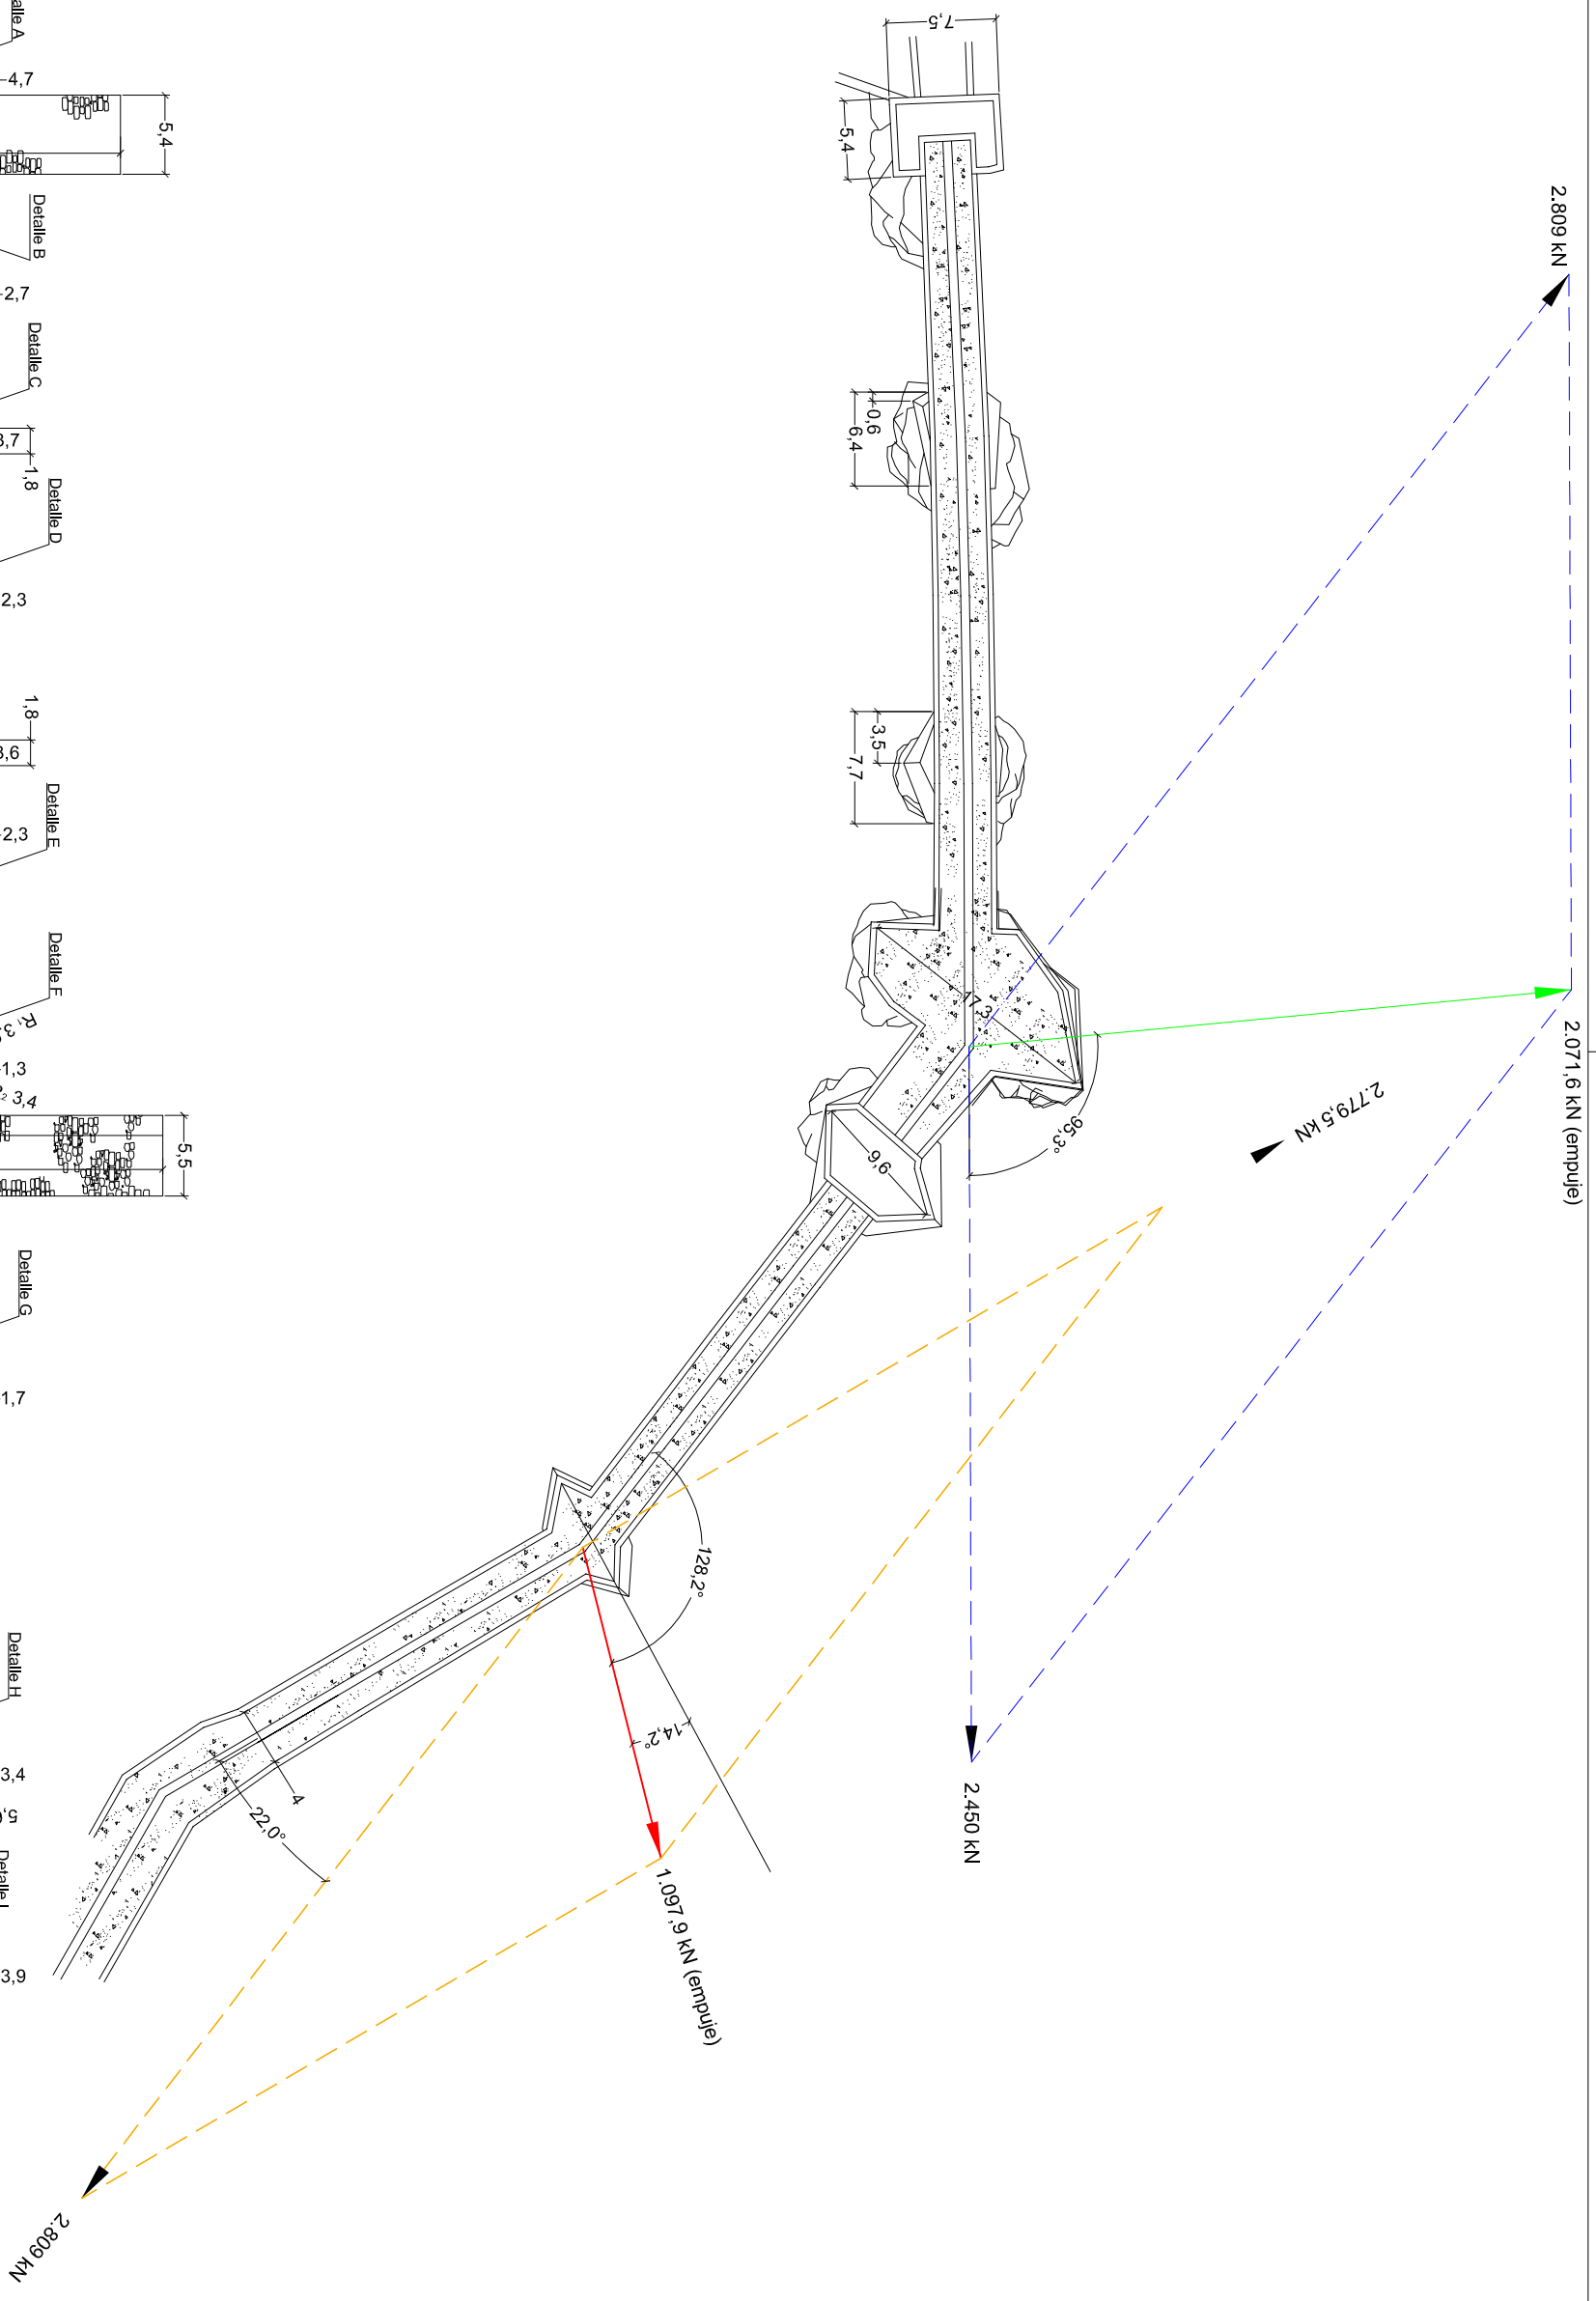 7,5
5,4
5,4
4,7
Detalle B
2,7
Detalle C
1,8
Detalle D
2,3
1,8
3,6
Detalle E
2,3
Detalle F
1,3
3,4
5,5
Detalle G
1,7
Detalle H
3,4
3,9
0,6
6,4
3,5
7,7
17,3
9,6
95,3°
128,2°
14,2°
4
22,0°
2.809 kN
2.071,6 kN (empuje)
2.779,5 kN
2.450 kN
1.097,9 kN (empuje)
2.809 kN